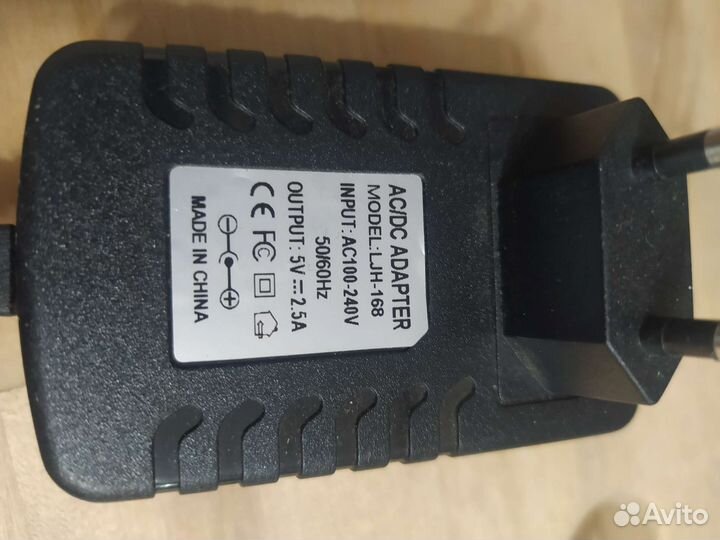 AC/DC ADAPTER
MODEL:LJH-168
INPUT:AC100-240V
50/60Hz
OUTPUT: 5V⎓2.5A
CE FC
MADE IN CHINA
Avito